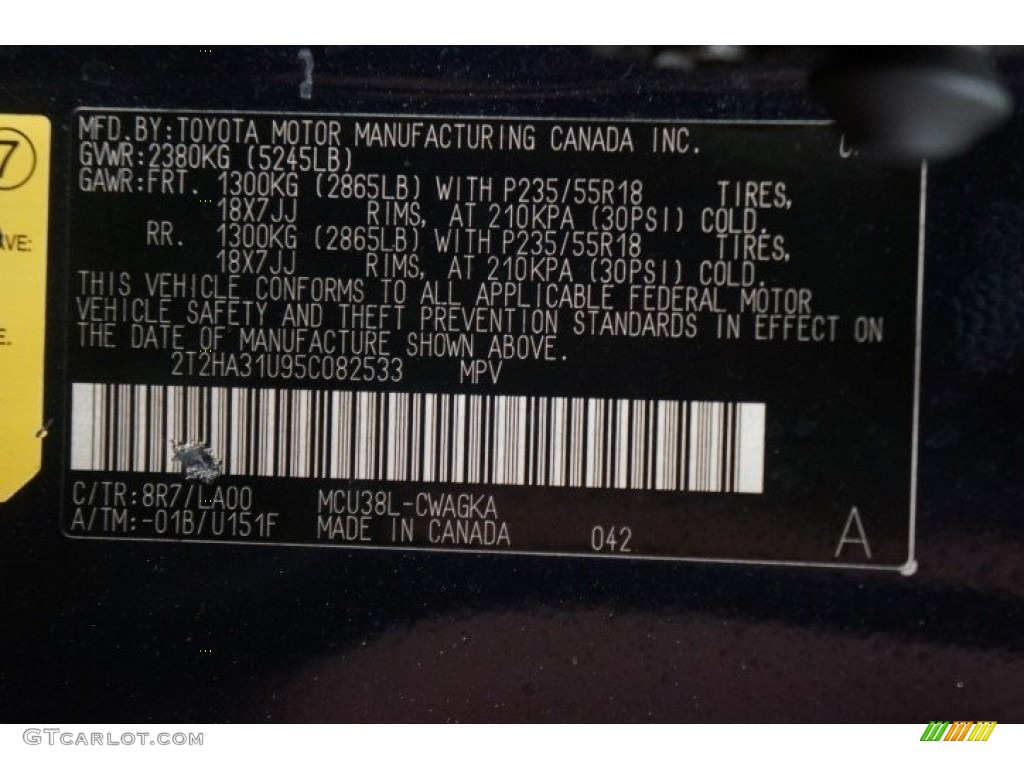 MFD.BY:TOYOTA MOTOR MANUFACTURING CANADA INC.
GVWR:2380KG (5245LB)
GAWR:FRT. 1300KG (2865LB) WITH P235/55R18 TIRES,
18X7JJ RIMS, AT 210KPA (30PSI) COLD.
RR. 1300KG (2865LB) WITH P235/55R18 TIRES,
18X7JJ RIMS, AT 210KPA (30PSI) COLD.
THIS VEHICLE CONFORMS TO ALL APPLICABLE FEDERAL MOTOR
VEHICLE SAFETY AND THEFT PREVENTION STANDARDS IN EFFECT ON
THE DATE OF MANUFACTURE SHOWN ABOVE.
2T2HA31U95C082533 MPV
C/TR:8R7/LA00 MCU38L-CWAGKA
A/TM:-01B/U151F MADE IN CANADA 042 A
7
GTCARLOT.COM